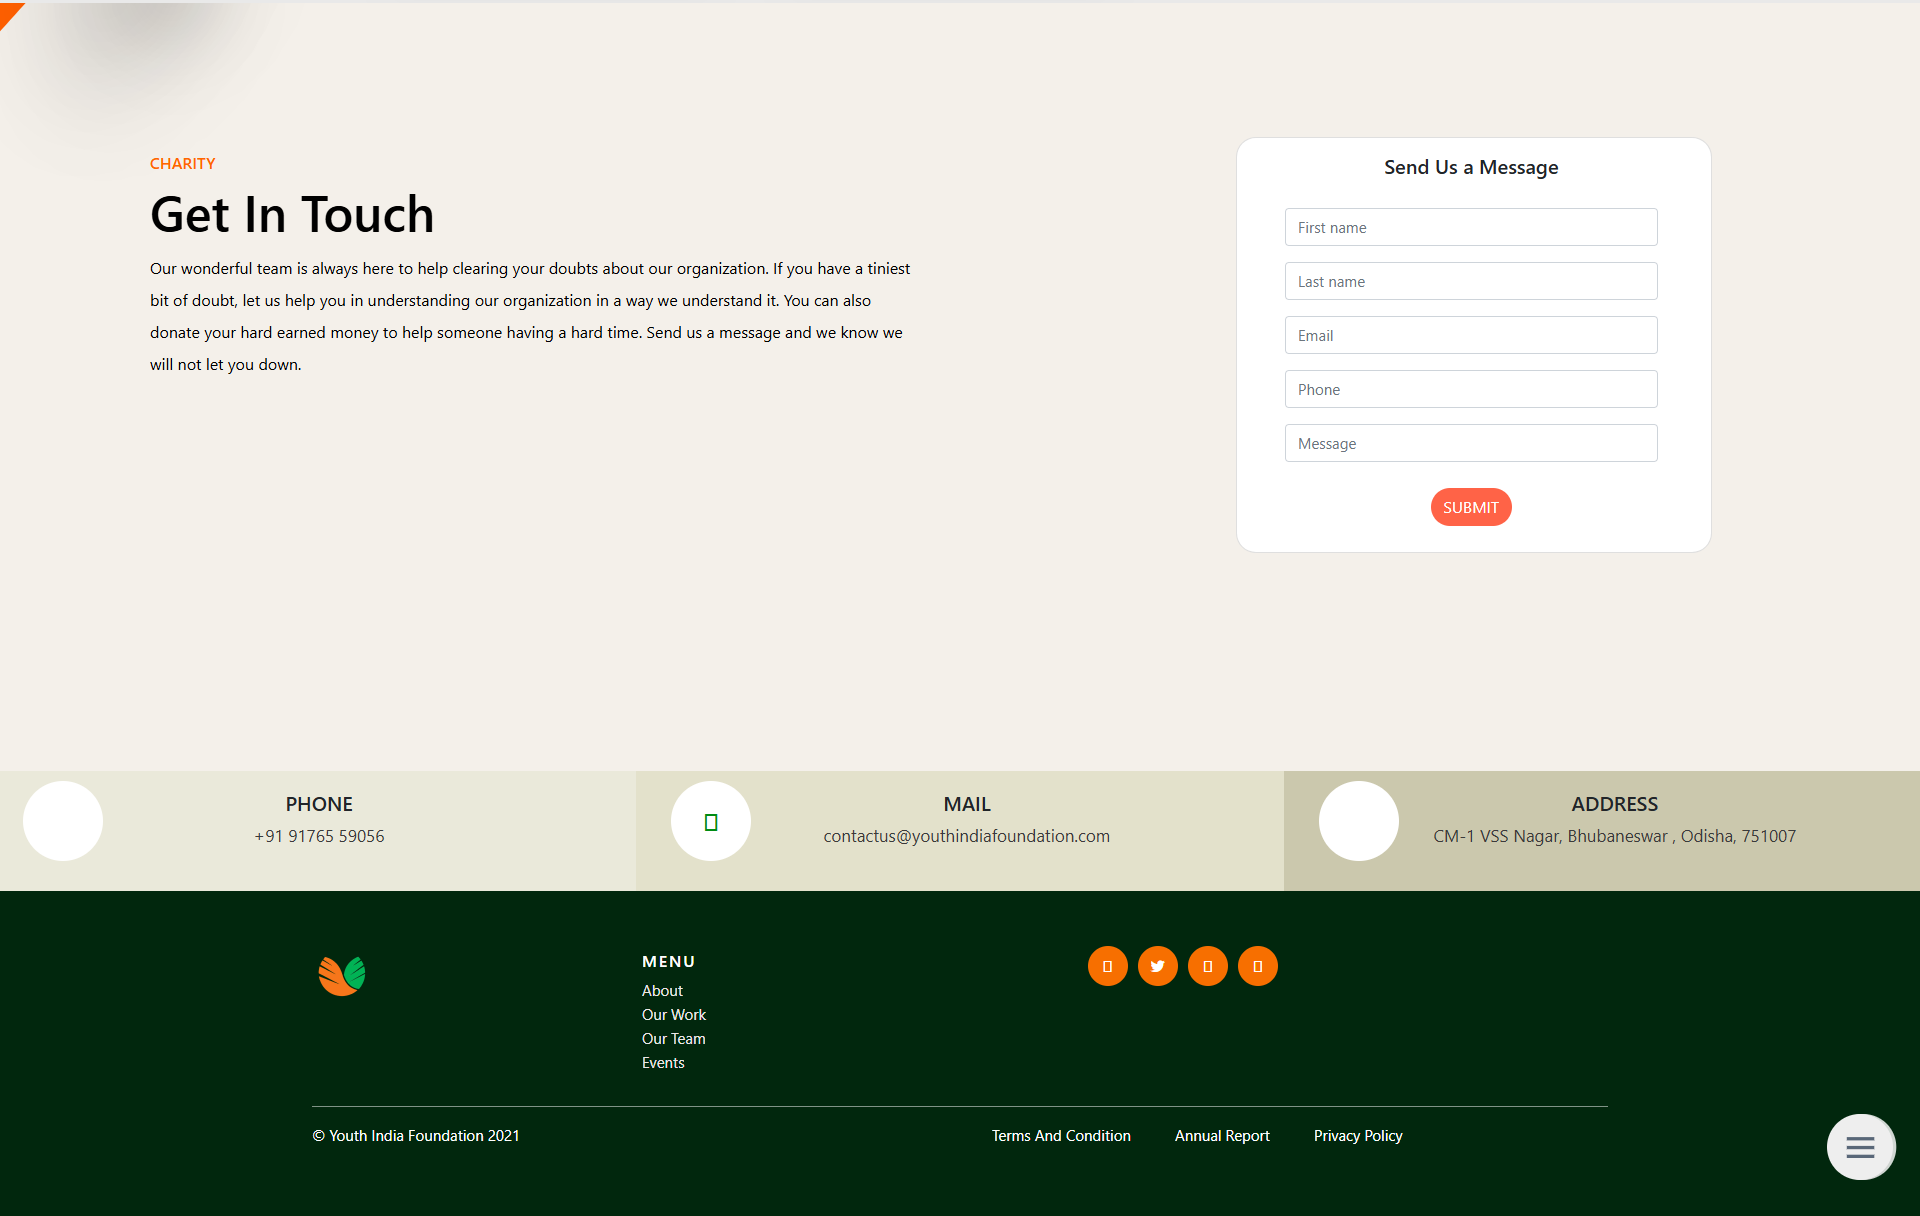 CHARITY
Get In Touch
Our wonderful team is always here to help clearing your doubts about our organization. If you have a tiniest
bit of doubt, let us help you in understanding our organization in a way we understand it. You can also
donate your hard earned money to help someone having a hard time. Send us a message and we know we
will not let you down.
Send Us a Message
First name
Last name
Email
Phone
Message
SUBMIT
PHONE
+91 91765 59056
MAIL
contactus@youthindiafoundation.com
ADDRESS
CM-1 VSS Nagar, Bhubaneswar , Odisha, 751007
MENU
About
Our Work
Our Team
Events
© Youth India Foundation 2021
Terms And Condition
Annual Report
Privacy Policy